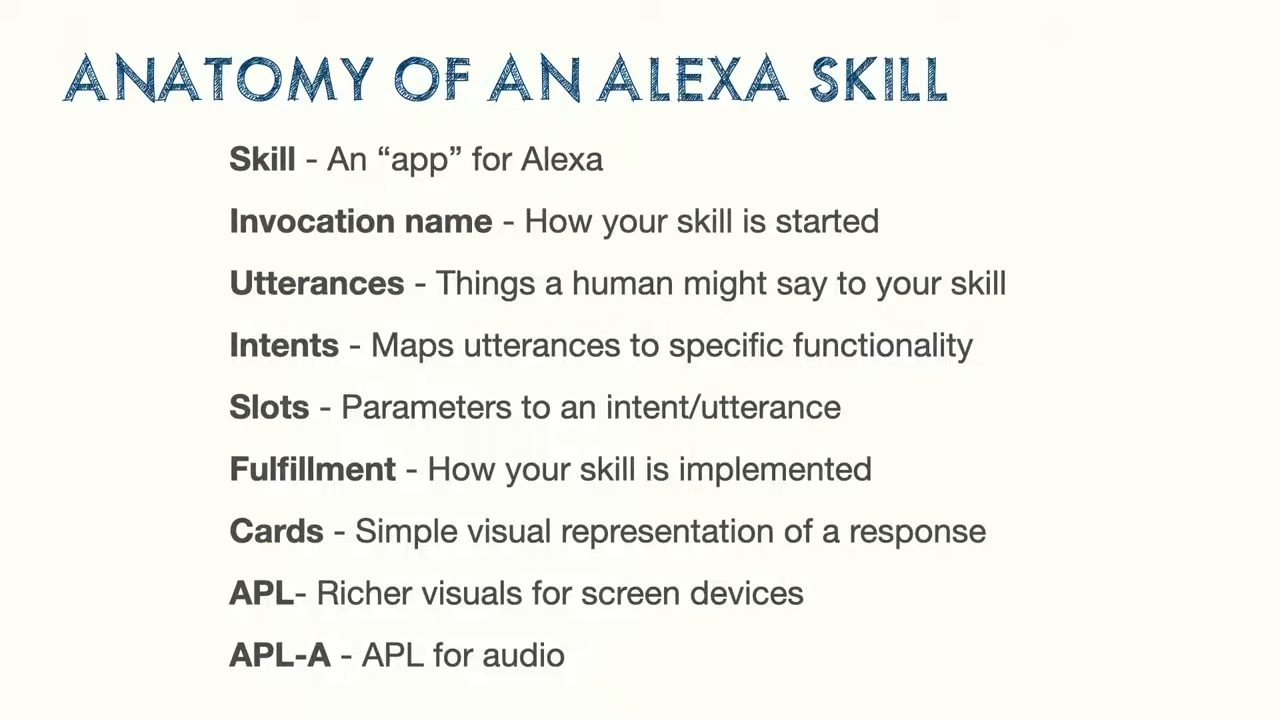 ANATOMY OF AN ALEXA SKILL
Skill - An “app” for Alexa
Invocation name - How your skill is started
Utterances - Things a human might say to your skill
Intents - Maps utterances to specific functionality
Slots - Parameters to an intent/utterance
Fulfillment - How your skill is implemented
Cards - Simple visual representation of a response
APL- Richer visuals for screen devices
APL-A - APL for audio